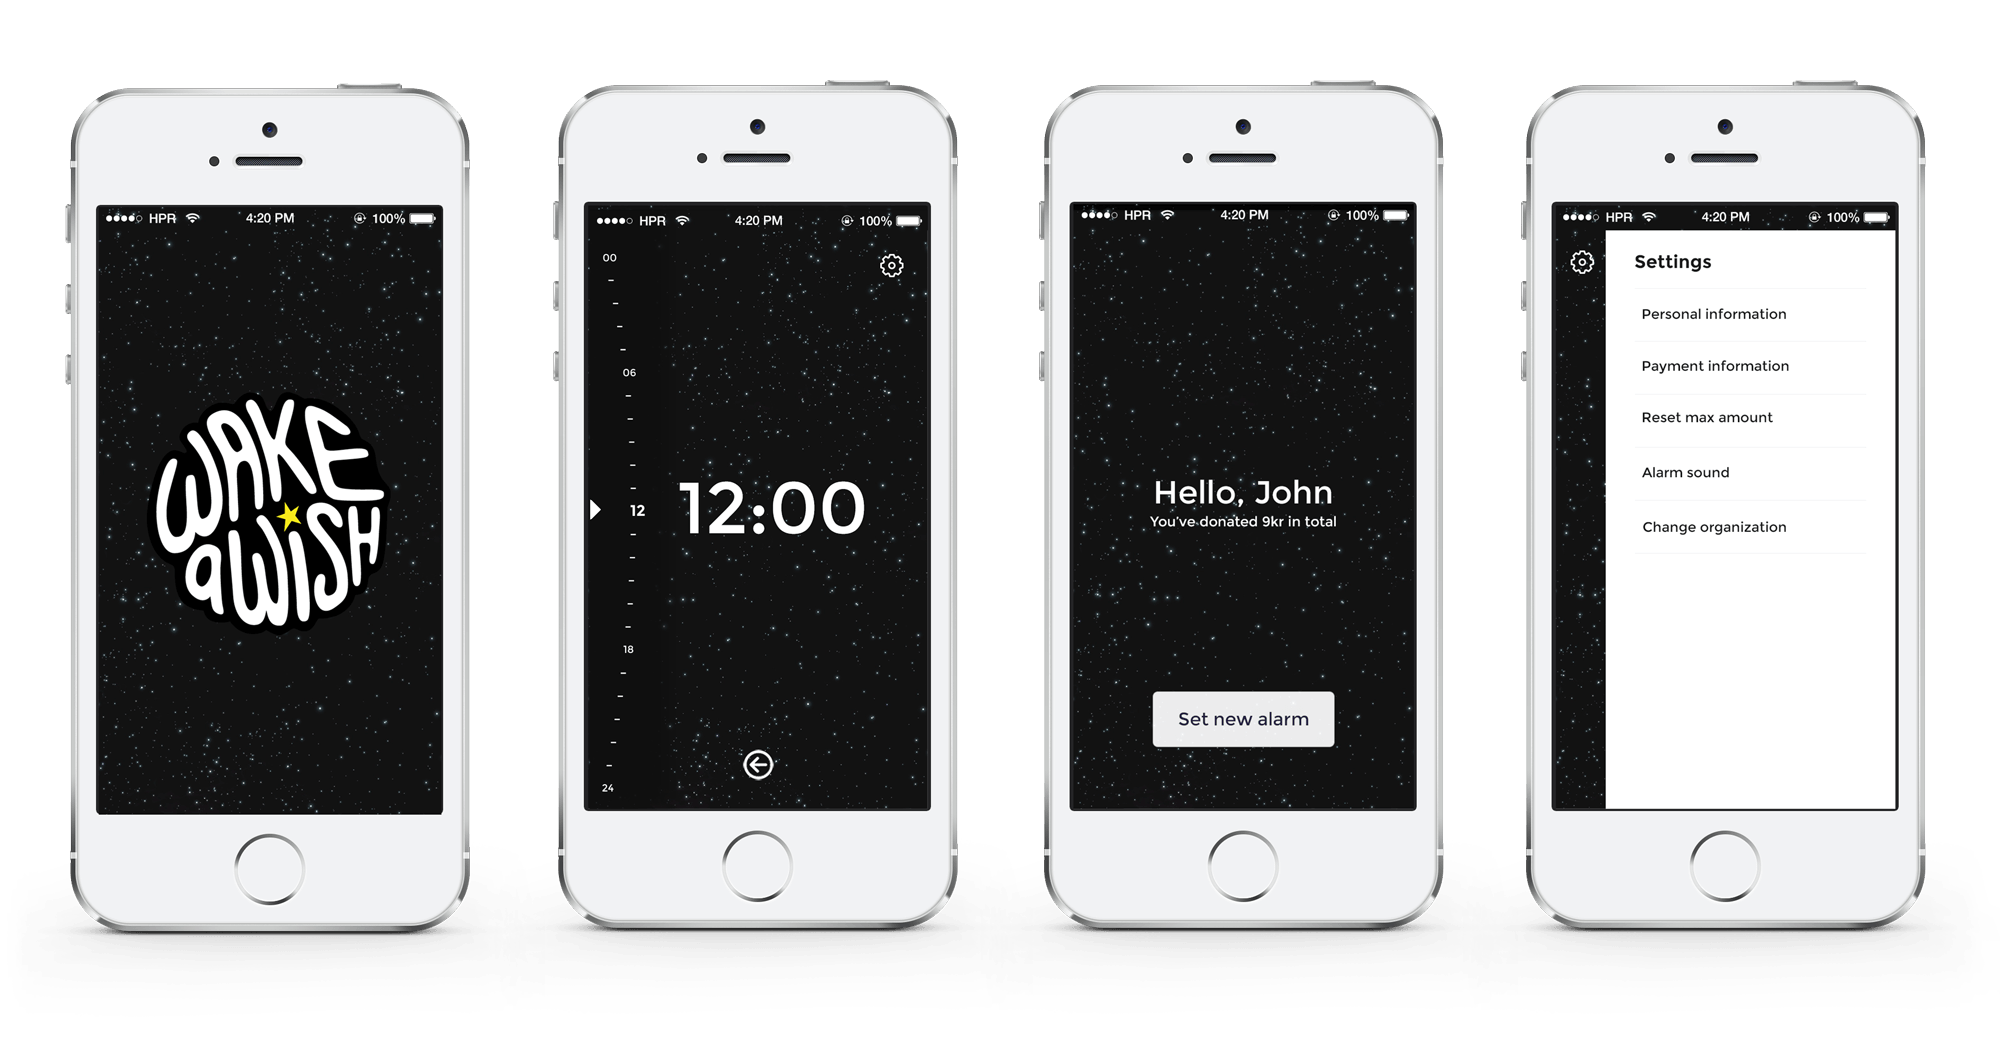 HPR 4:20 PM 100%
WAKE
a WiSH
HPR 4:20 PM 100%
00
06
12
12:00
18
24
HPR 4:20 PM 100%
Hello, John
You've donated 9kr in total
Set new alarm
HPR 4:20 PM 100%
Settings
Personal information
Payment information
Reset max amount
Alarm sound
Change organization